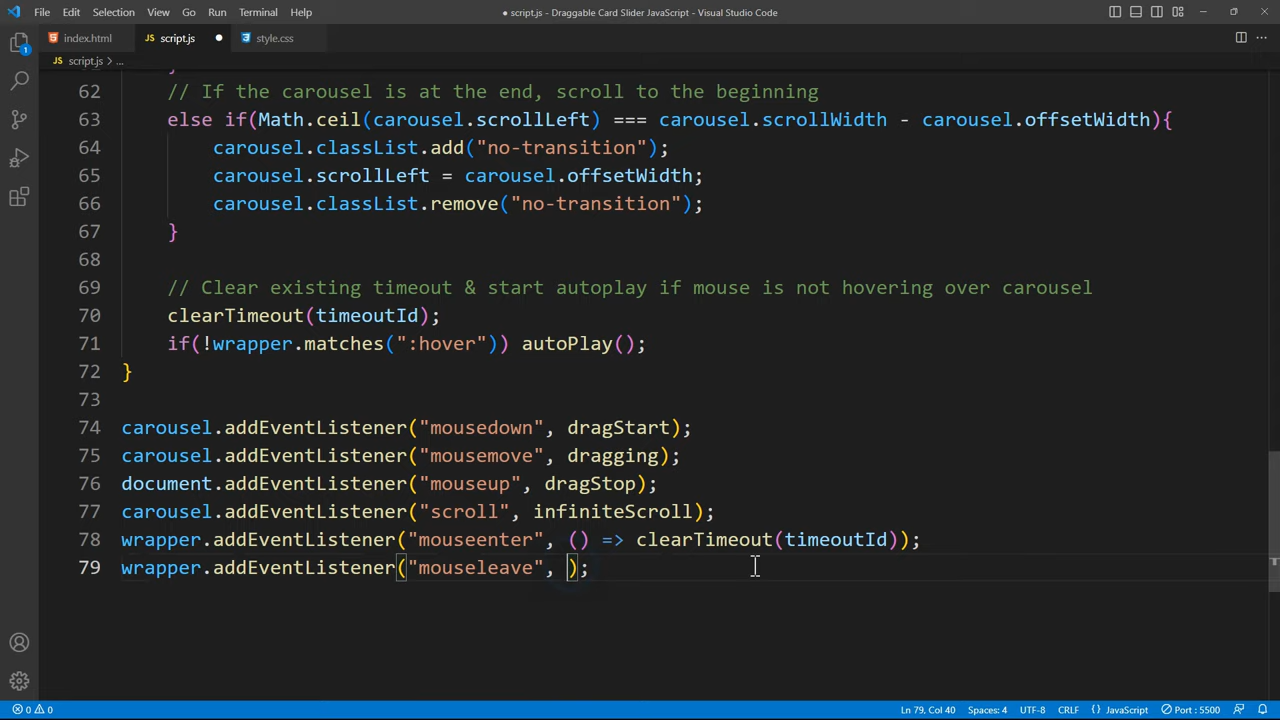 File Edit Selection View Go Run Terminal Help ● script.js - Draggable Card Slider JavaScript - Visual Studio Code
index.html JS script.js ● style.css
JS script.js > ...
62 // If the carousel is at the end, scroll to the beginning
63 else if(Math.ceil(carousel.scrollLeft) === carousel.scrollWidth - carousel.offsetWidth){
64 carousel.classList.add("no-transition");
65 carousel.scrollLeft = carousel.offsetWidth;
66 carousel.classList.remove("no-transition");
67 }
68
69 // Clear existing timeout & start autoplay if mouse is not hovering over carousel
70 clearTimeout(timeoutId);
71 if(!wrapper.matches(":hover")) autoPlay();
72 }
73
74 carousel.addEventListener("mousedown", dragStart);
75 carousel.addEventListener("mousemove", dragging);
76 document.addEventListener("mouseup", dragStop);
77 carousel.addEventListener("scroll", infiniteScroll);
78 wrapper.addEventListener("mouseenter", () => clearTimeout(timeoutId));
79 wrapper.addEventListener("mouseleave", );
1
0 0 Ln 79, Col 40 Spaces: 4 UTF-8 CRLF {} JavaScript Port : 5500